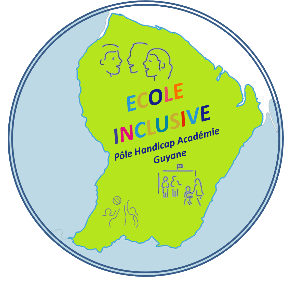 ECOLE
INCLUSIVE
Pôle Handicap Académie
Guyane